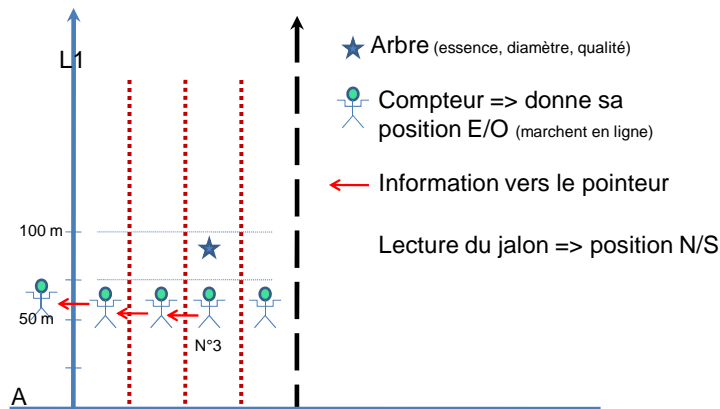 L1
Arbre (essence, diamètre, qualité)
Compteur => donne sa
position E/O (marchent en ligne)
Information vers le pointeur
100 m
Lecture du jalon => position N/S
50 m
N°3
A